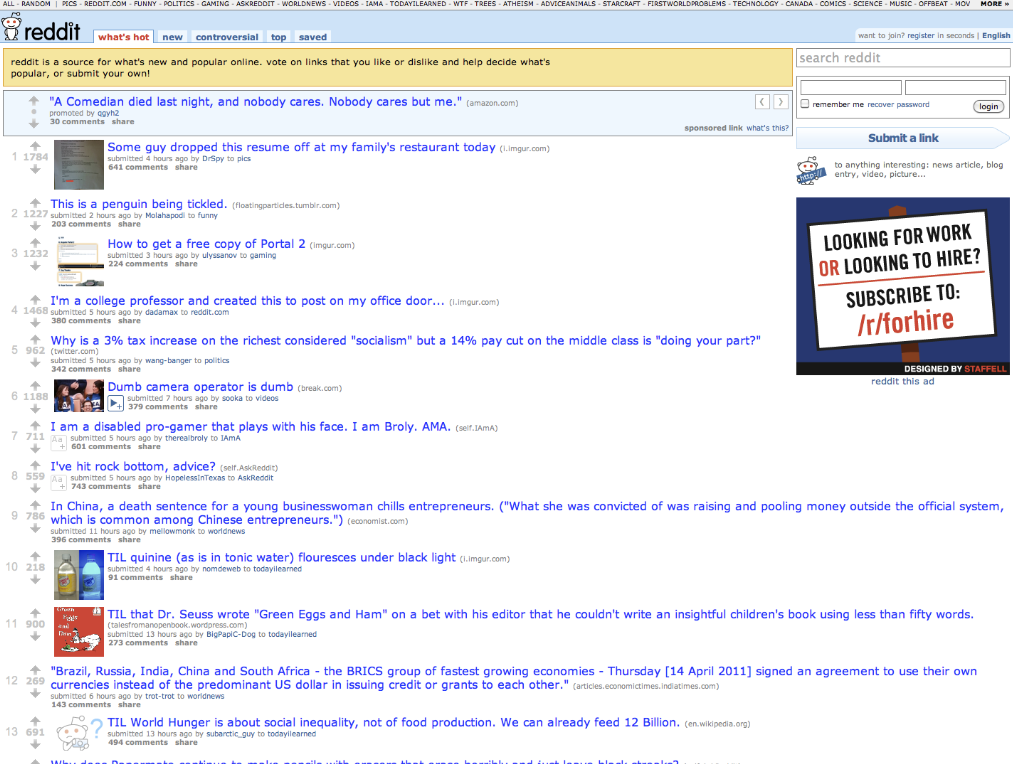 ALL - RANDOM | PICS - REDDIT.COM - FUNNY - POLITICS - GAMING - ASKREDDIT - WORLDNEWS - VIDEOS - IAMA - TODAYILEARNED - WTF - TREES - ATHEISM - ADVICEANIMALS - STARCRAFT - FIRSTWORLDPROBLEMS - TECHNOLOGY - CANADA - COMICS - SCIENCE - MUSIC - OFFBEAT - MOV MORE »
reddit what's hot new controversial top saved
want to join? register in seconds | English
reddit is a source for what's new and popular online. vote on links that you like or dislike and help decide what's
popular, or submit your own!
"A Comedian died last night, and nobody cares. Nobody cares but me." (amazon.com)
promoted by qgyh2
30 comments share
sponsored link what's this?
1 1784 Some guy dropped this resume off at my family's restaurant today (i.imgur.com)
submitted 4 hours ago by DrSpy to pics
641 comments share
2 1227 This is a penguin being tickled. (floatingparticles.tumblr.com)
submitted 2 hours ago by Molahapodi to funny
203 comments share
3 1232 How to get a free copy of Portal 2 (imgur.com)
submitted 3 hours ago by ulyssanov to gaming
224 comments share
4 1468 I'm a college professor and created this to post on my office door... (i.imgur.com)
submitted 5 hours ago by dadamax to reddit.com
380 comments share
5 962 Why is a 3% tax increase on the richest considered "socialism" but a 14% pay cut on the middle class is "doing your part?"
(twitter.com)
submitted 5 hours ago by wang-banger to politics
342 comments share
6 1188 Dumb camera operator is dumb (break.com)
submitted 7 hours ago by sooka to videos
379 comments share
7 711 I am a disabled pro-gamer that plays with his face. I am Broly. AMA. (self.IAmA)
Aa submitted 5 hours ago by therealbroly to IAmA
601 comments share
8 559 I've hit rock bottom, advice? (self.AskReddit)
Aa submitted 5 hours ago by HopelessInTexas to AskReddit
743 comments share
9 786 In China, a death sentence for a young businesswoman chills entrepreneurs. ("What she was convicted of was raising and pooling money outside the official system,
which is common among Chinese entrepreneurs.") (economist.com)
submitted 11 hours ago by mellowmonk to worldnews
396 comments share
10 218 TIL quinine (as is in tonic water) flouresces under black light (i.imgur.com)
submitted 4 hours ago by nomdeweb to todayilearned
91 comments share
11 900 TIL that Dr. Seuss wrote "Green Eggs and Ham" on a bet with his editor that he couldn't write an insightful children's book using less than fifty words.
(talesfromanopenbook.wordpress.com)
submitted 13 hours ago by BigPapiC-Dog to todayilearned
273 comments share
12 269 "Brazil, Russia, India, China and South Africa - the BRICS group of fastest growing economies - Thursday [14 April 2011] signed an agreement to use their own
currencies instead of the predominant US dollar in issuing credit or grants to each other." (articles.economictimes.indiatimes.com)
submitted 6 hours ago by trot-trot to worldnews
143 comments share
13 691 ? TIL World Hunger is about social inequality, not of food production. We can already feed 12 Billion. (en.wikipedia.org)
submitted 13 hours ago by subarctic_guy to todayilearned
494 comments share
search reddit
remember me recover password login
Submit a link
http://
to anything interesting: news article, blog
entry, video, picture...
LOOKING FOR WORK
OR LOOKING TO HIRE?
SUBSCRIBE TO:
/r/forhire
DESIGNED BY STAFFELL
reddit this ad